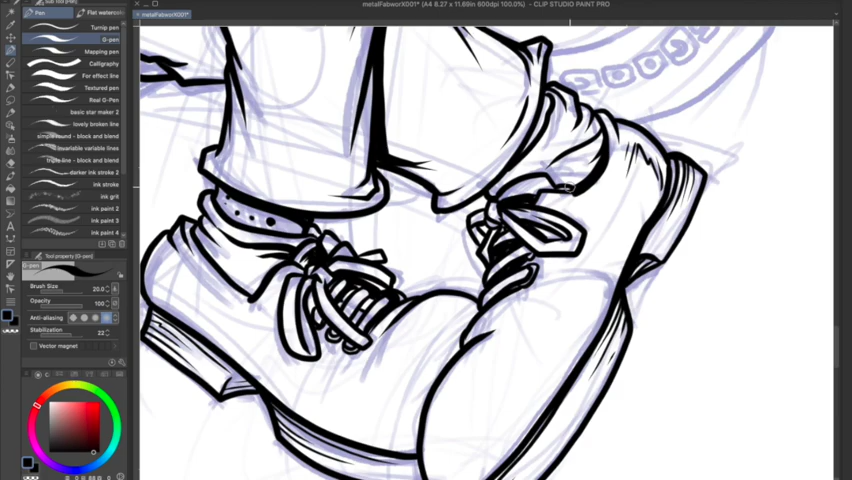 metalFabworX001* (A4 8.27 x 11.69in 600dpi 100.0%) - CLIP STUDIO PAINT PRO
Pen
Flat watercolo
metalFabworX001*
Turnip pen
G-pen
Mapping pen
Calligraphy
For effect line
Textured pen
Real G-Pen
basic star maker 2
lovely broken line
simple round - block and blend
invariable variable lines
triple line - block and blend
darker ink stroke 2
ink stroke
ink grit
ink paint 2
ink paint 3
ink paint 4
Tool property [G-pen]
G-pen
Brush Size 20.0
Opacity 100
Anti-aliasing
Stabilization 22
Vector magnet